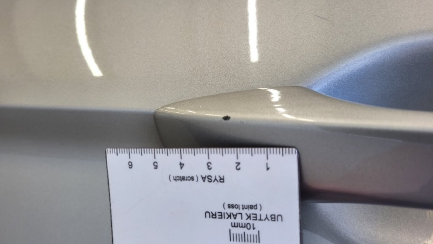 1 2 3 4 5 6
RYSA ( scratch )
UBYTEK LAKIERU
( paint loss )
10mm